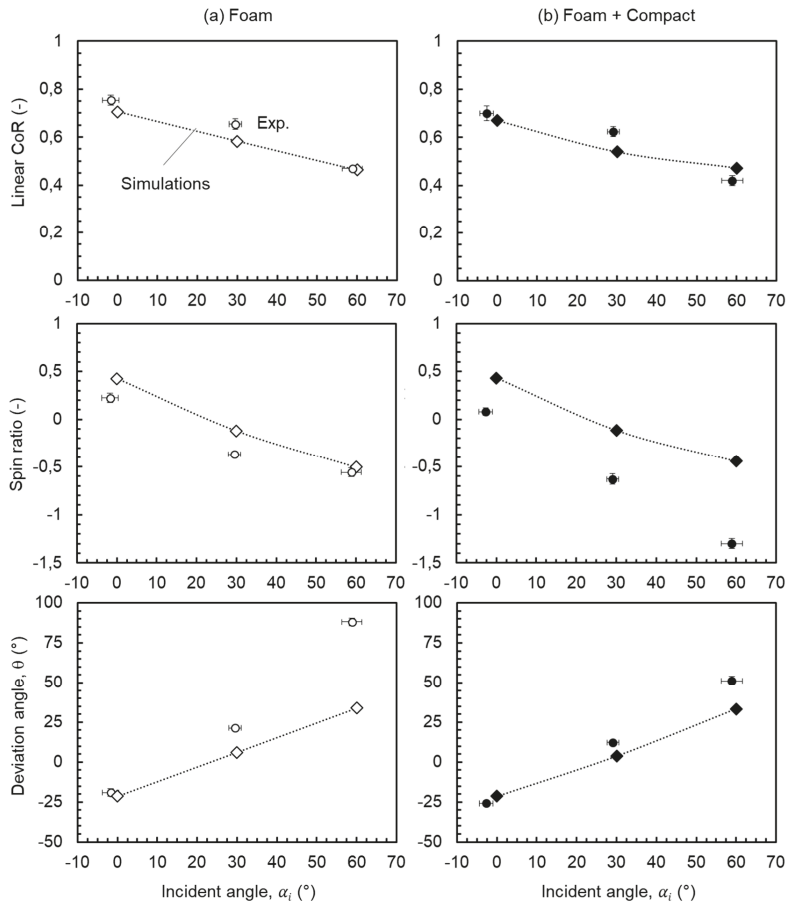 (a) Foam
(b) Foam + Compact
Linear CoR (-)
1
0,8
0,6
0,4
0,2
0
Exp.
Simulations
-10 0 10 20 30 40 50 60 70
1
0,8
0,6
0,4
0,2
0
-10 0 10 20 30 40 50 60 70
Spin ratio (-)
1
0,5
0
-0,5
-1
-1,5
-10 0 10 20 30 40 50 60 70
1
0,5
0
-0,5
-1
-1,5
-10 0 10 20 30 40 50 60 70
Deviation angle, θ (°)
100
75
50
25
0
-25
-50
-10 0 10 20 30 40 50 60 70
Incident angle, αᵢ (°)
100
75
50
25
0
-25
-50
-10 0 10 20 30 40 50 60 70
Incident angle, αᵢ (°)